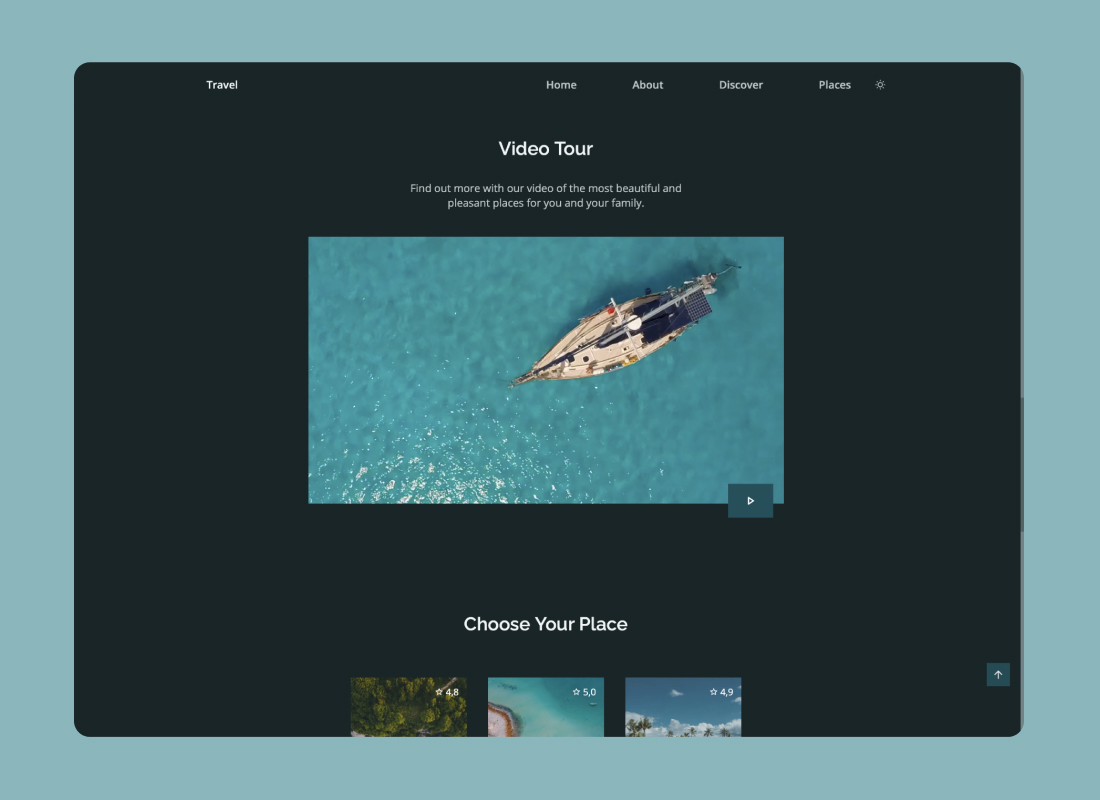 Travel
Home
About
Discover
Places
Video Tour
Find out more with our video of the most beautiful and
pleasant places for you and your family.
Choose Your Place
4,8
5,0
4,9